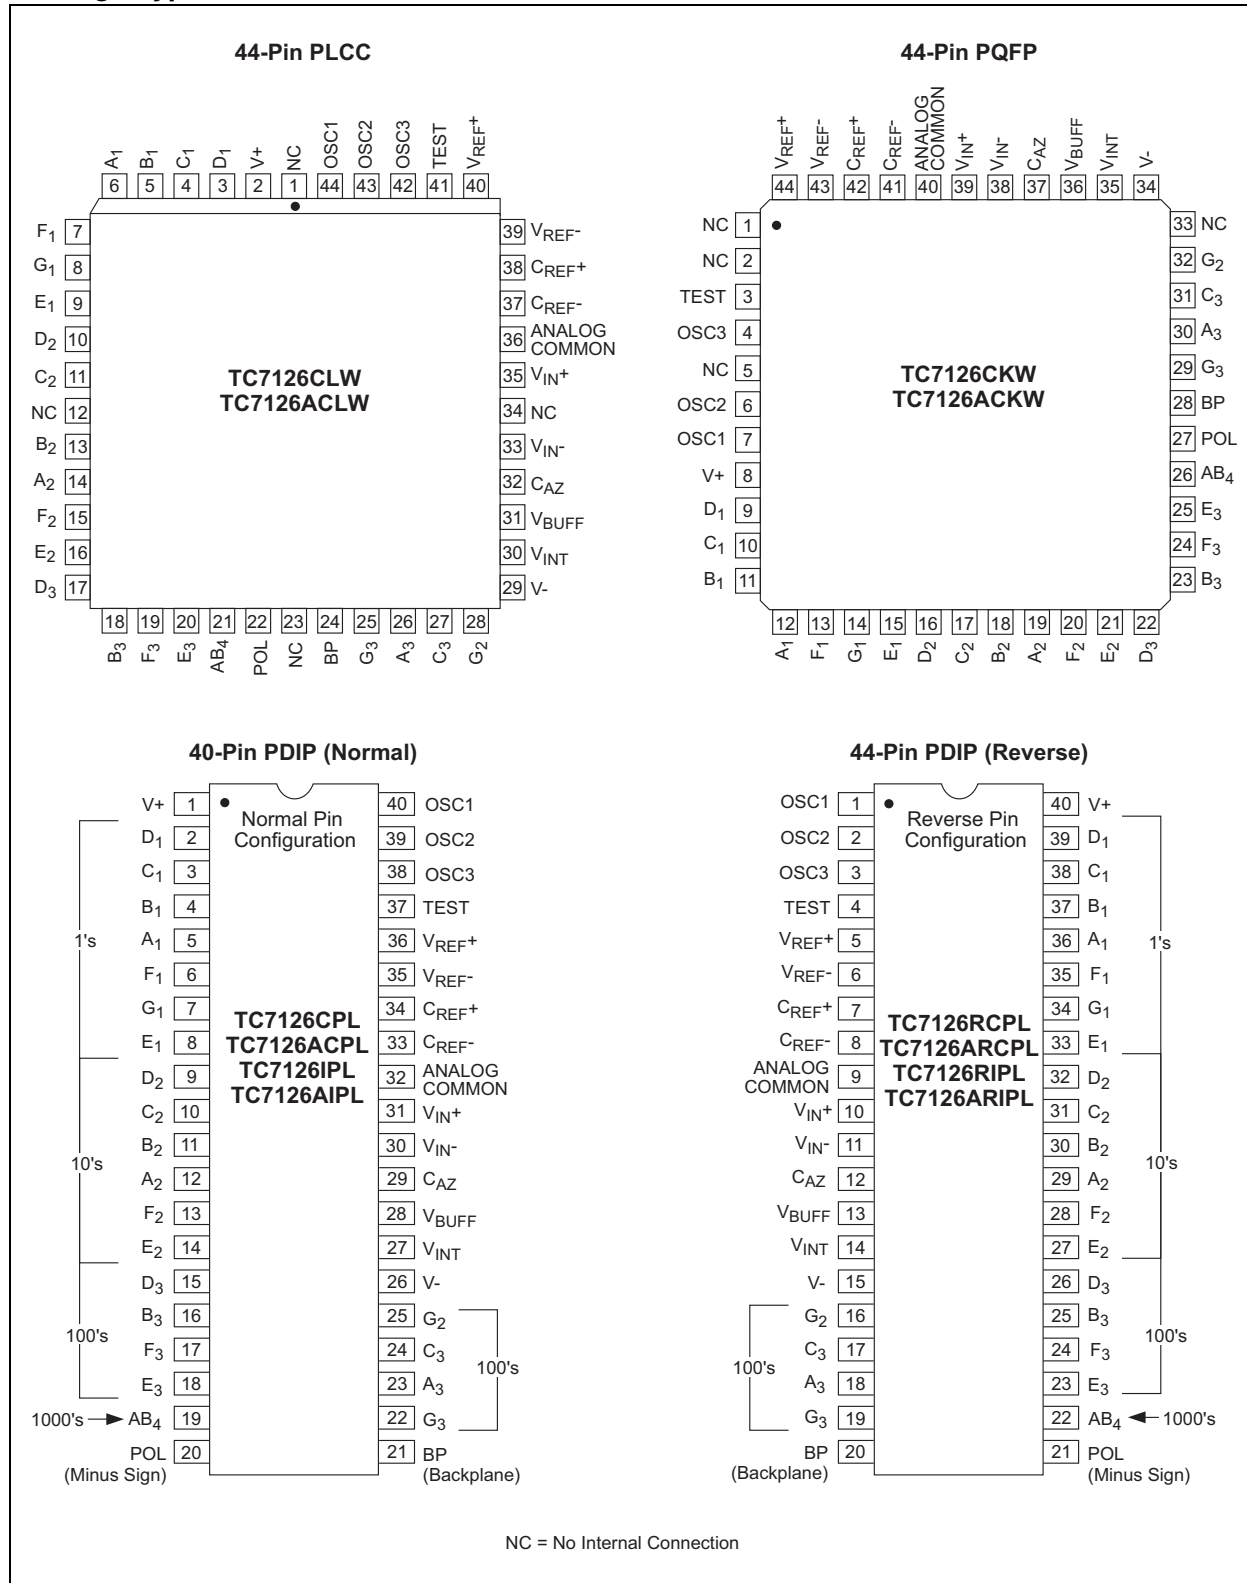 44-Pin PLCC
A1
B1
C1
D1
V+
NC
OSC1
OSC2
OSC3
TEST
VREF+
6 5 4 3 2 1 44 43 42 41 40
F1 7
G1 8
E1 9
D2 10
C2 11
NC 12
B2 13
A2 14
F2 15
E2 16
D3 17
TC7126CLW
TC7126ACLW
39 VREF-
38 CREF+
37 CREF-
36 ANALOG
COMMON
35 VIN+
34 NC
33 VIN-
32 CAZ
31 VBUFF
30 VINT
29 V-
18 19 20 21 22 23 24 25 26 27 28
B3
F3
E3
AB4
POL
NC
BP
G3
A3
C3
G2
44-Pin PQFP
VREF+
VREF-
CREF+
CREF-
ANALOG
COMMON
VIN+
VIN-
CAZ
VBUFF
VINT
V-
44 43 42 41 40 39 38 37 36 35 34
NC 1
NC 2
TEST 3
OSC3 4
NC 5
OSC2 6
OSC1 7
V+ 8
D1 9
C1 10
B1 11
TC7126CKW
TC7126ACKW
33 NC
32 G2
31 C3
30 A3
29 G3
28 BP
27 POL
26 AB4
25 E3
24 F3
23 B3
12 13 14 15 16 17 18 19 20 21 22
A1
F1
G1
E1
D2
C2
B2
A2
F2
E2
D3
40-Pin PDIP (Normal)
Normal Pin
Configuration
V+ 1
D1 2
C1 3
B1 4
A1 5
F1 6
G1 7
E1 8
D2 9
C2 10
B2 11
A2 12
F2 13
E2 14
D3 15
B3 16
F3 17
E3 18
1000's AB4 19
POL 20
(Minus Sign)
1's
10's
100's
TC7126CPL
TC7126ACPL
TC7126IPL
TC7126AIPL
40 OSC1
39 OSC2
38 OSC3
37 TEST
36 VREF+
35 VREF-
34 CREF+
33 CREF-
32 ANALOG
COMMON
31 VIN+
30 VIN-
29 CAZ
28 VBUFF
27 VINT
26 V-
25 G2
24 C3
23 A3
22 G3
21 BP
(Backplane)
100's
44-Pin PDIP (Reverse)
Reverse Pin
Configuration
OSC1 1
OSC2 2
OSC3 3
TEST 4
VREF+ 5
VREF- 6
CREF+ 7
CREF- 8
ANALOG
COMMON 9
VIN+ 10
VIN- 11
CAZ 12
VBUFF 13
VINT 14
V- 15
G2 16
C3 17
A3 18
G3 19
BP 20
(Backplane)
100's
TC7126RCPL
TC7126ARCPL
TC7126RIPL
TC7126ARIPL
40 V+
39 D1
38 C1
37 B1
36 A1
35 F1
34 G1
33 E1
32 D2
31 C2
30 B2
29 A2
28 F2
27 E2
26 D3
25 B3
24 F3
23 E3
22 AB4 1000's
21 POL
(Minus Sign)
1's
10's
100's
NC = No Internal Connection